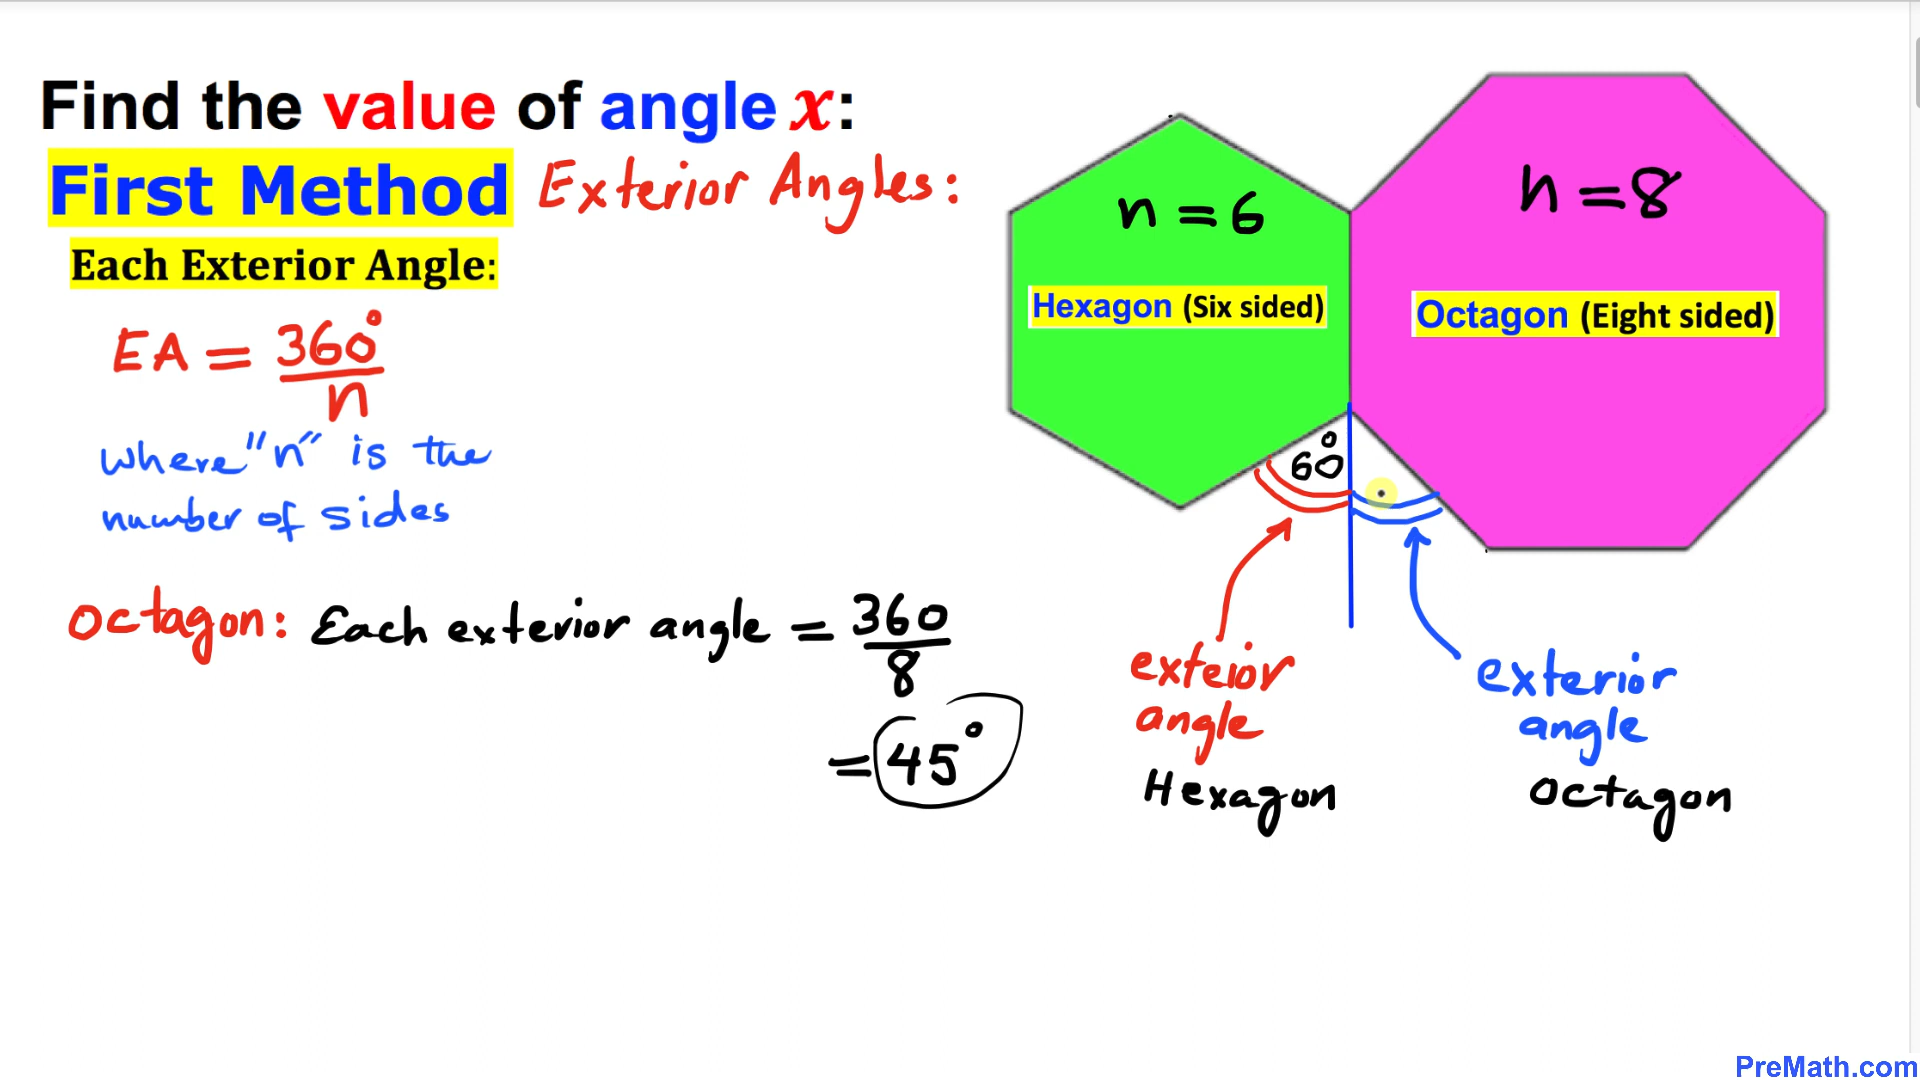 Find the value of angle x:
First Method Exterior Angles:
Each Exterior Angle:
EA = 360°
n
where "n" is the
number of sides
Octagon: Each exterior angle = 360
8
= 45°
n = 6
Hexagon (Six sided)
n = 8
Octagon (Eight sided)
60°
exteior
angle
Hexagon
exterior
angle
Octagon
PreMath.com